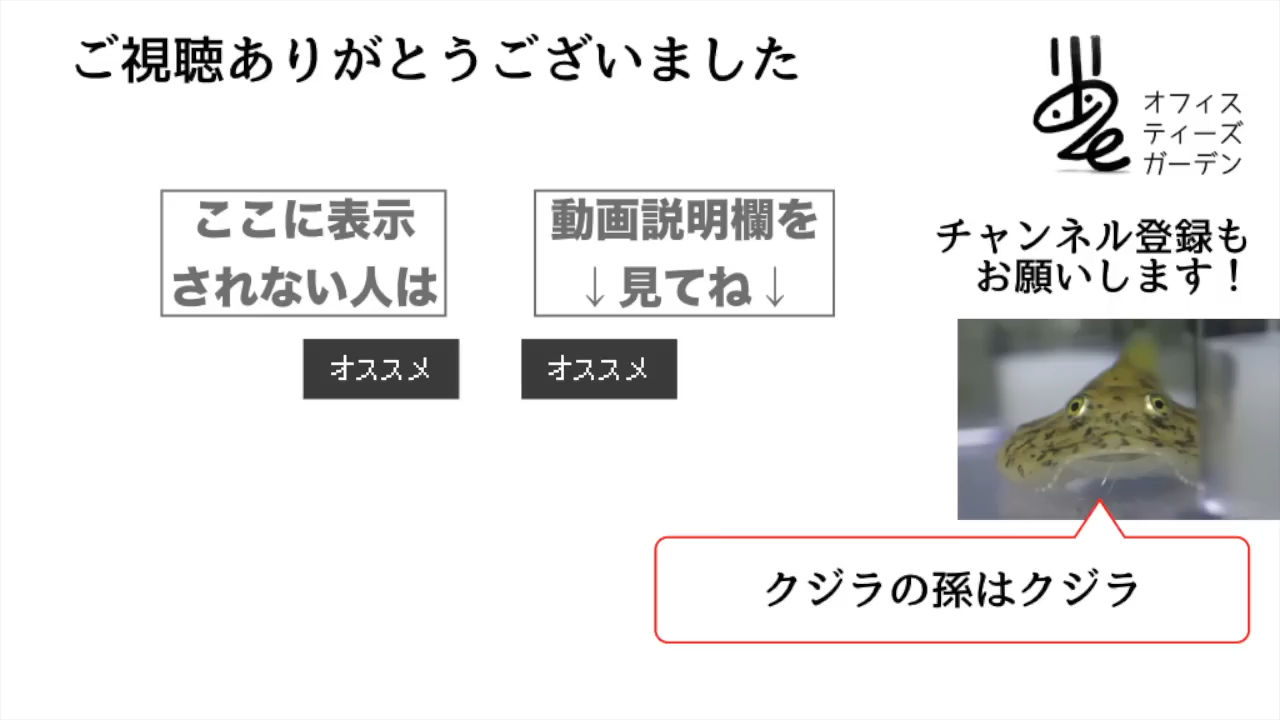 ご視聴ありがとうございました
オフィス
ティーズ
ガーデン
ここに表示
されない人は
動画説明欄を
↓見てね↓
チャンネル登録も
お願いします！
オススメ
オススメ
クジラの孫はクジラ